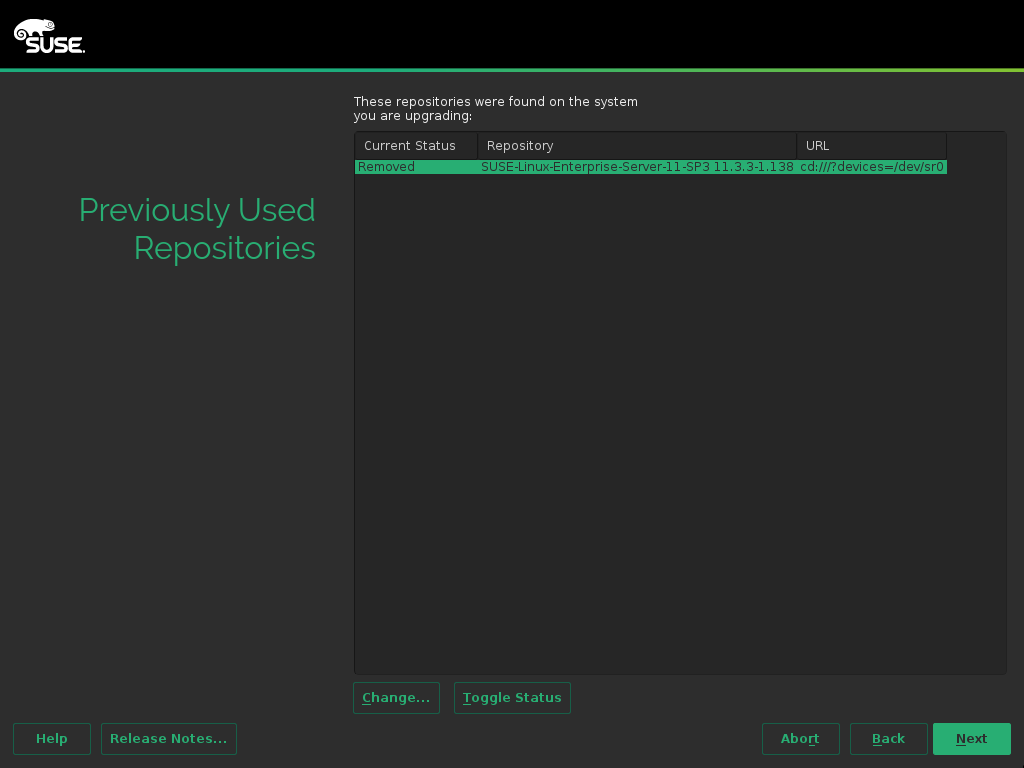 SUSE.
These repositories were found on the system
you are upgrading:
Current Status Repository URL
Removed SUSE-Linux-Enterprise-Server-11-SP3 11.3.3-1.138 cd:///?devices=/dev/sr0
Previously Used
Repositories
Change... Toggle Status
Help Release Notes... Abort Back Next